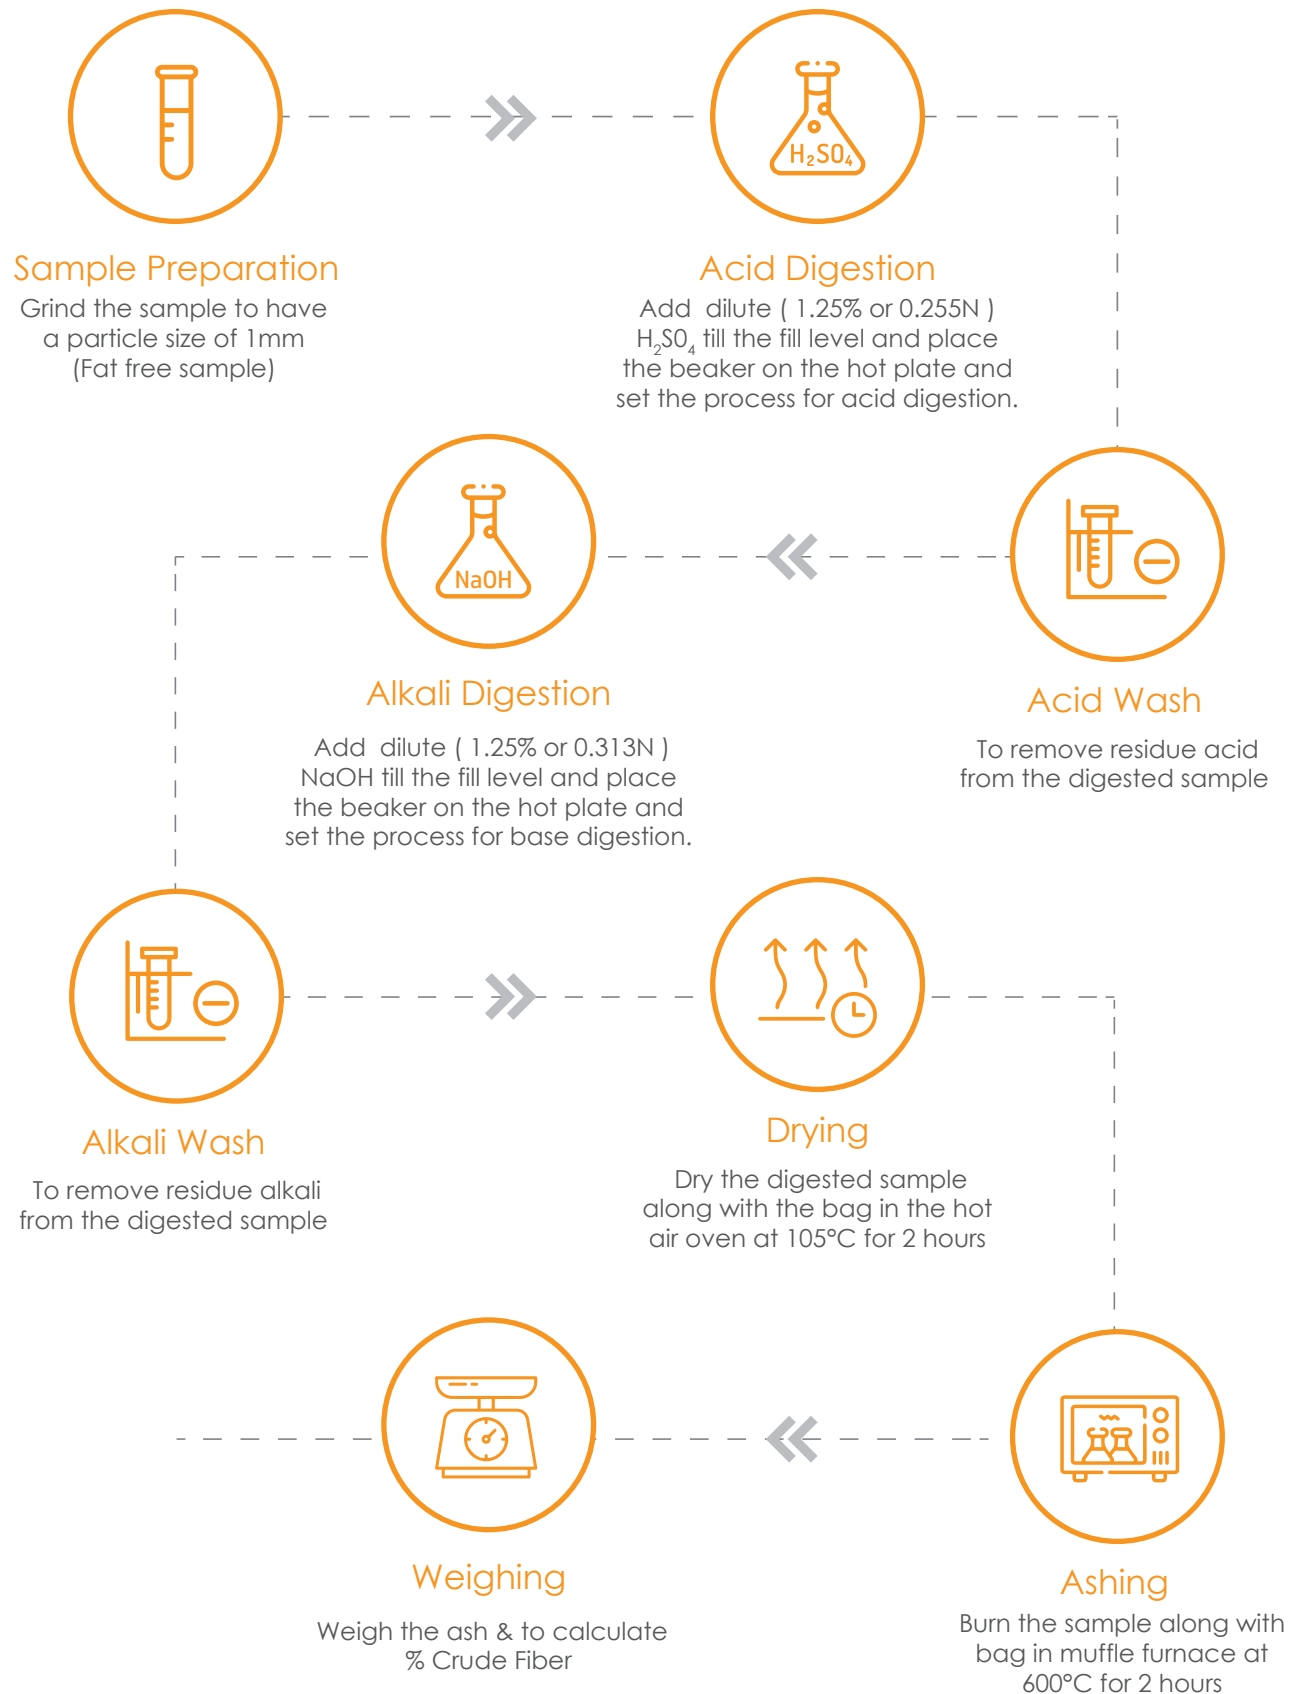 H₂SO₄
Sample Preparation
Grind the sample to have
a particle size of 1mm
(Fat free sample)
Acid Digestion
Add dilute ( 1.25% or 0.255N )
H₂S0₄ till the fill level and place
the beaker on the hot plate and
set the process for acid digestion.
Acid Wash
To remove residue acid
from the digested sample
NaOH
Alkali Digestion
Add dilute ( 1.25% or 0.313N )
NaOH till the fill level and place
the beaker on the hot plate and
set the process for base digestion.
Alkali Wash
To remove residue alkali
from the digested sample
Drying
Dry the digested sample
along with the bag in the hot
air oven at 105°C for 2 hours
Ashing
Burn the sample along with
bag in muffle furnace at
600°C for 2 hours
Weighing
Weigh the ash & to calculate
% Crude Fiber